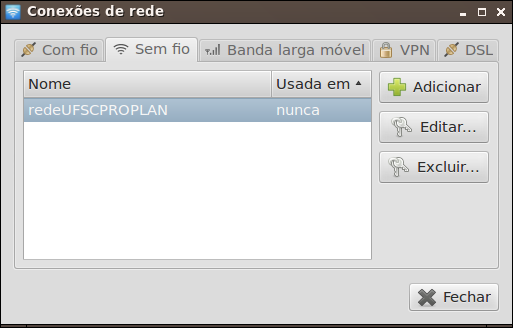 Conexões de rede
Com fio Sem fio Banda larga móvel VPN DSL
Nome Usada em
Adicionar
redeUFSCPROPLAN nunca
Editar...
Excluir...
Fechar